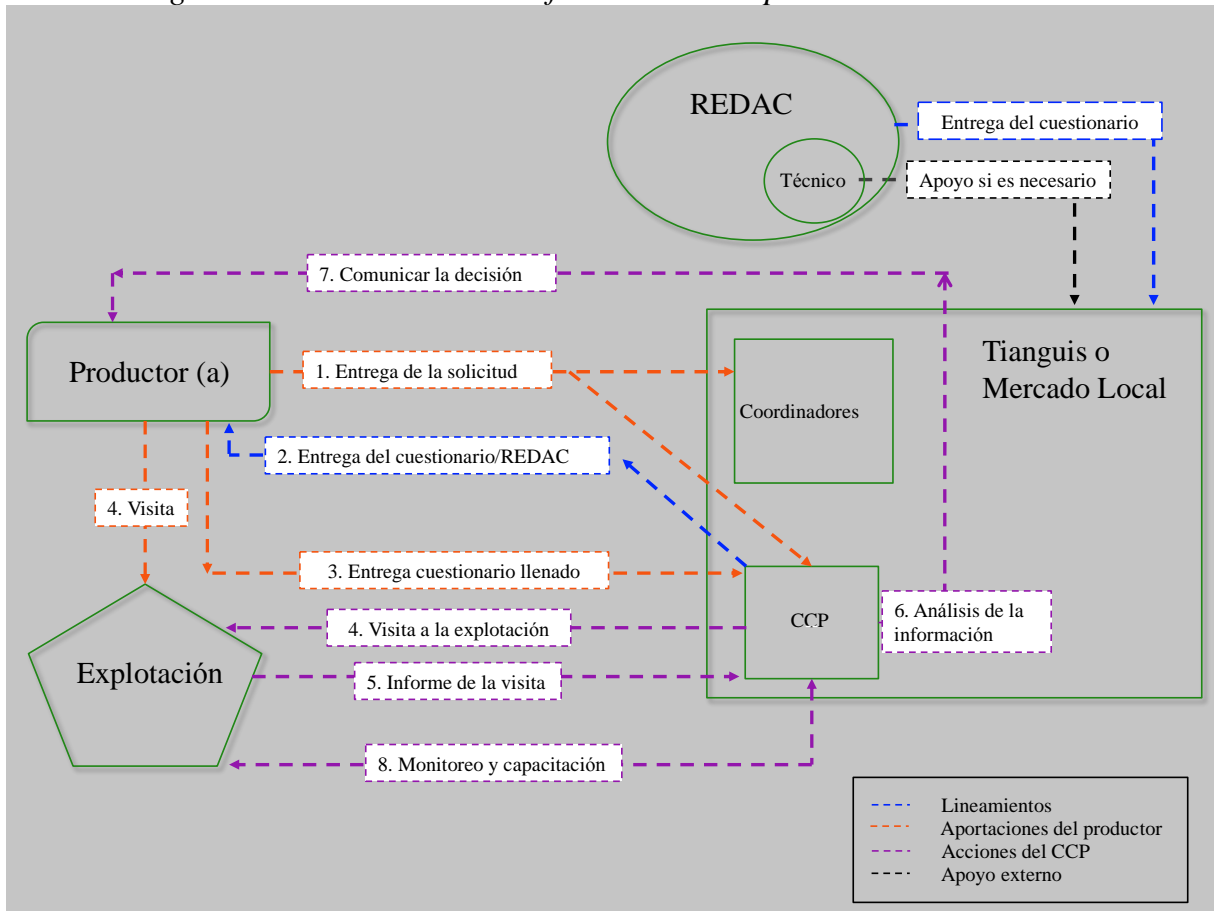 REDAC
Técnico
Entrega del cuestionario
Apoyo si es necesario
7. Comunicar la decisión
Productor (a)
1. Entrega de la solicitud
Tianguis o
Mercado Local
Coordinadores
2. Entrega del cuestionario/REDAC
4. Visita
3. Entrega cuestionario llenado
CCP
6. Análisis de la
información
4. Visita a la explotación
Explotación
5. Informe de la visita
8. Monitoreo y capacitación
Lineamientos
Aportaciones del productor
Acciones del CCP
Apoyo externo